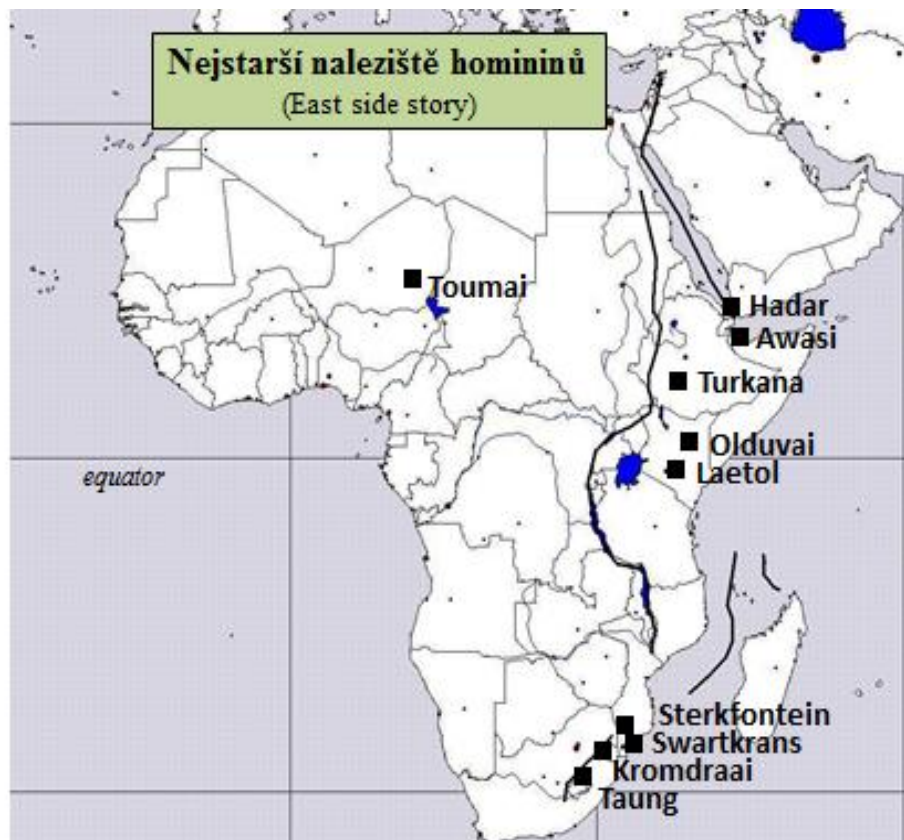 Nejstarší naleziště homininů
(East side story)
Toumai
Hadar
Awasi
Turkana
Olduvai
Laetol
equator
Sterkfontein
Swartkrans
Kromdraai
Taung